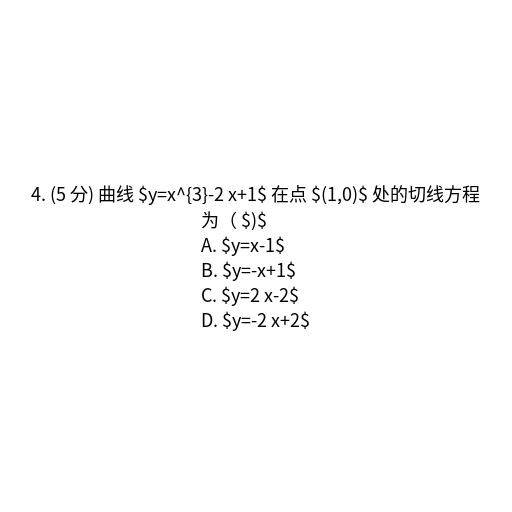 4. (5 分) 曲线 $y=x^{3}-2 x+1$ 在点 $(1,0)$ 处的切线方程
为（ $)$
A. $y=x-1$
B. $y=-x+1$
C. $y=2 x-2$
D. $y=-2 x+2$